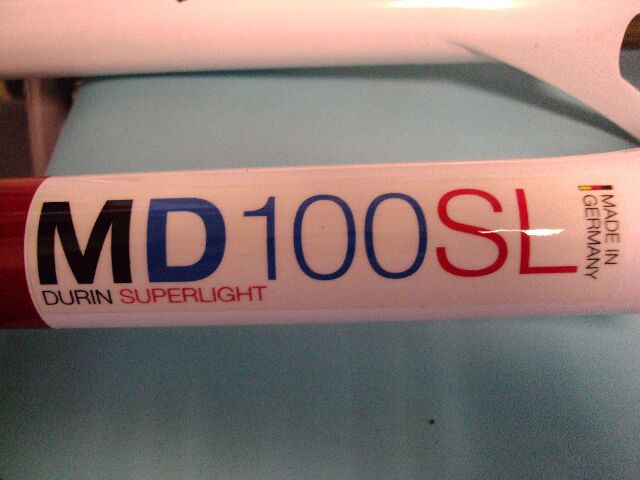 MD100SL
DURIN SUPERLIGHT
MADE IN
GERMANY